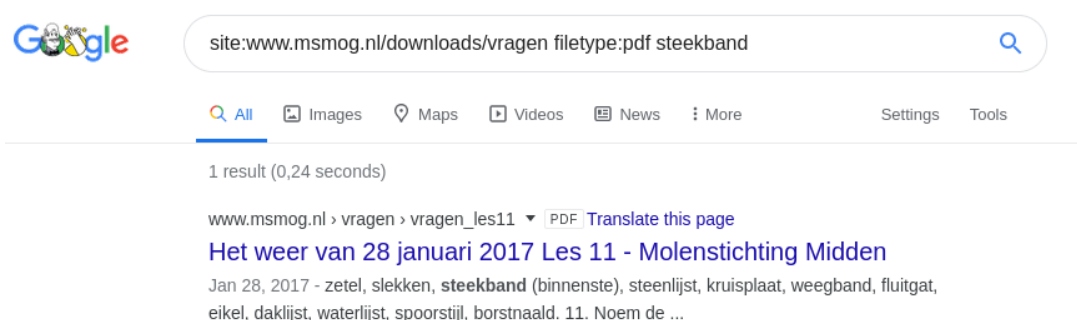 Google
site:www.msmog.nl/downloads/vragen filetype:pdf steekband
All Images Maps Videos News More Settings Tools
1 result (0,24 seconds)
www.msmog.nl › vragen › vragen_les11 PDF Translate this page
Het weer van 28 januari 2017 Les 11 - Molenstichting Midden
Jan 28, 2017 - zetel, slekken, steekband (binnenste), steenlijst, kruisplaat, weegband, fluitgat,
eikel, daklijst, waterlijst, spoorstijl, borstnaald. 11. Noem de ...